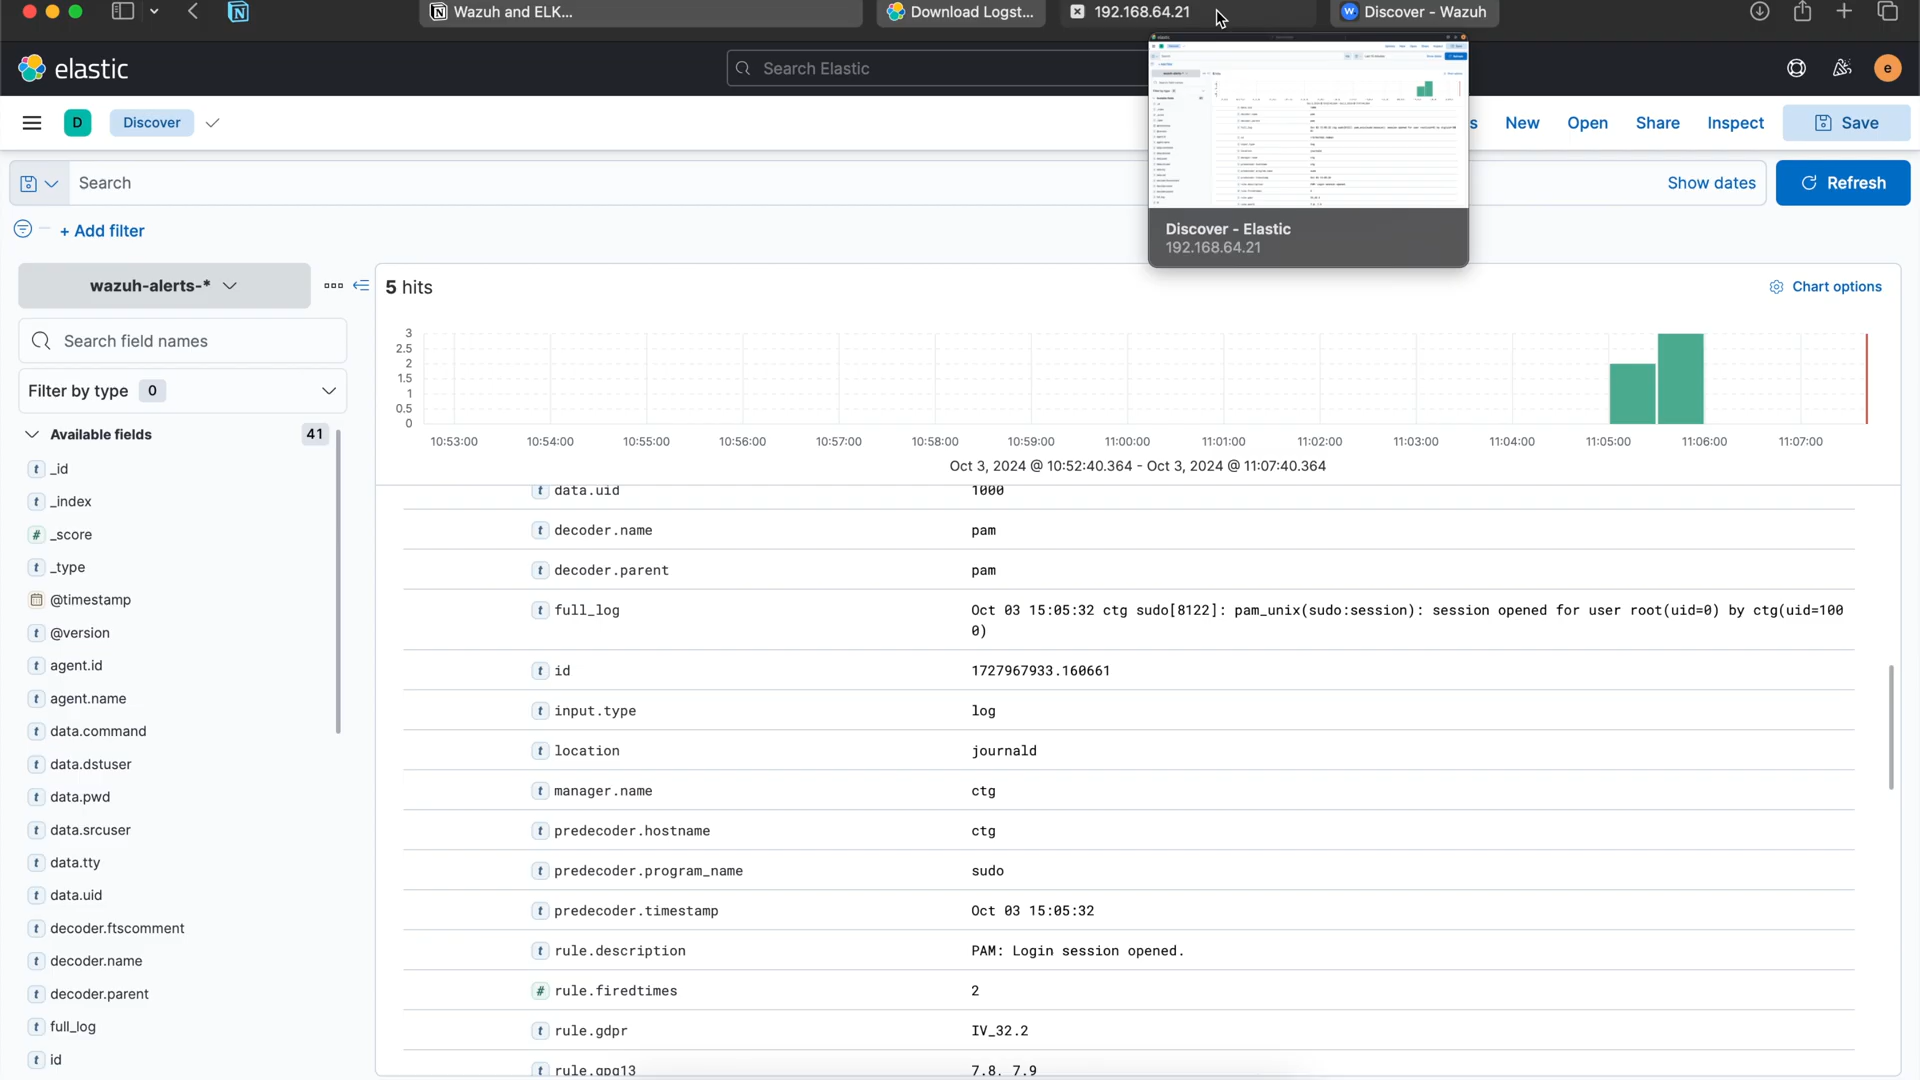 Wazuh and ELK...
Download Logst...
192.168.64.21
Discover - Wazuh
elastic
Search Elastic
e
D
Discover
s
New
Open
Share
Inspect
Save
Search
Show dates
Refresh
+ Add filter
Discover - Elastic
192.168.64.21
wazuh-alerts-*
5 hits
Chart options
Search field names
Filter by type 0
Available fields 41
t _id
t _index
# _score
t _type
@timestamp
t @version
t agent.id
t agent.name
t data.command
t data.dstuser
t data.pwd
t data.srcuser
t data.tty
t data.uid
t decoder.ftscomment
t decoder.name
t decoder.parent
t full_log
t id
3
2.5
2
1.5
1
0.5
0
10:53:00 10:54:00 10:55:00 10:56:00 10:57:00 10:58:00 10:59:00 11:00:00 11:01:00 11:02:00 11:03:00 11:04:00 11:05:00 11:06:00 11:07:00
Oct 3, 2024 @ 10:52:40.364 - Oct 3, 2024 @ 11:07:40.364
t data.uid 1000
t decoder.name pam
t decoder.parent pam
t full_log Oct 03 15:05:32 ctg sudo[8122]: pam_unix(sudo:session): session opened for user root(uid=0) by ctg(uid=100
0)
t id 1727967933.160661
t input.type log
t location journald
t manager.name ctg
t predecoder.hostname ctg
t predecoder.program_name sudo
t predecoder.timestamp Oct 03 15:05:32
t rule.description PAM: Login session opened.
# rule.firedtimes 2
t rule.gdpr IV_32.2
t rule.gpg13 7.8, 7.9